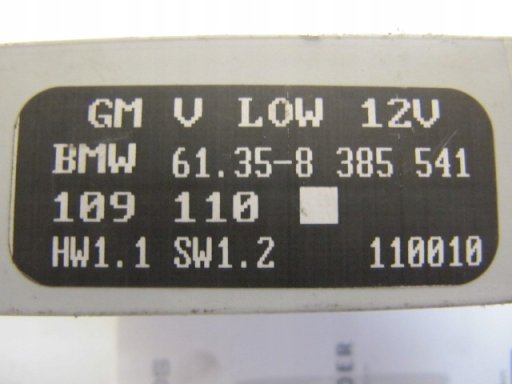 GM V LOW 12V
BMW 61.35-8 385 541
109 110
HW1.1 SW1.2 110010